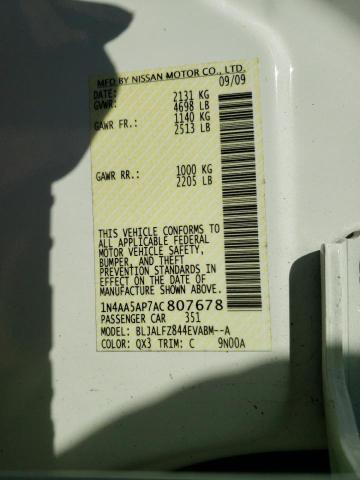 MFD BY NISSAN MOTOR CO., LTD.
DATE: 09/09
GVWR: 2131 KG
4698 LB
GAWR FR.: 1140 KG
2513 LB
GAWR RR.: 1000 KG
2205 LB
THIS VEHICLE CONFORMS TO
ALL APPLICABLE FEDERAL
MOTOR VEHICLE SAFETY,
BUMPER, AND THEFT
PREVENTION STANDARDS IN
EFFECT ON THE DATE OF
MANUFACTURE SHOWN ABOVE.
1N4AA5AP7AC807678
PASSENGER CAR 351
MODEL: BLJALFZ844EVABM--A
COLOR: QX3 TRIM: C 9N00A